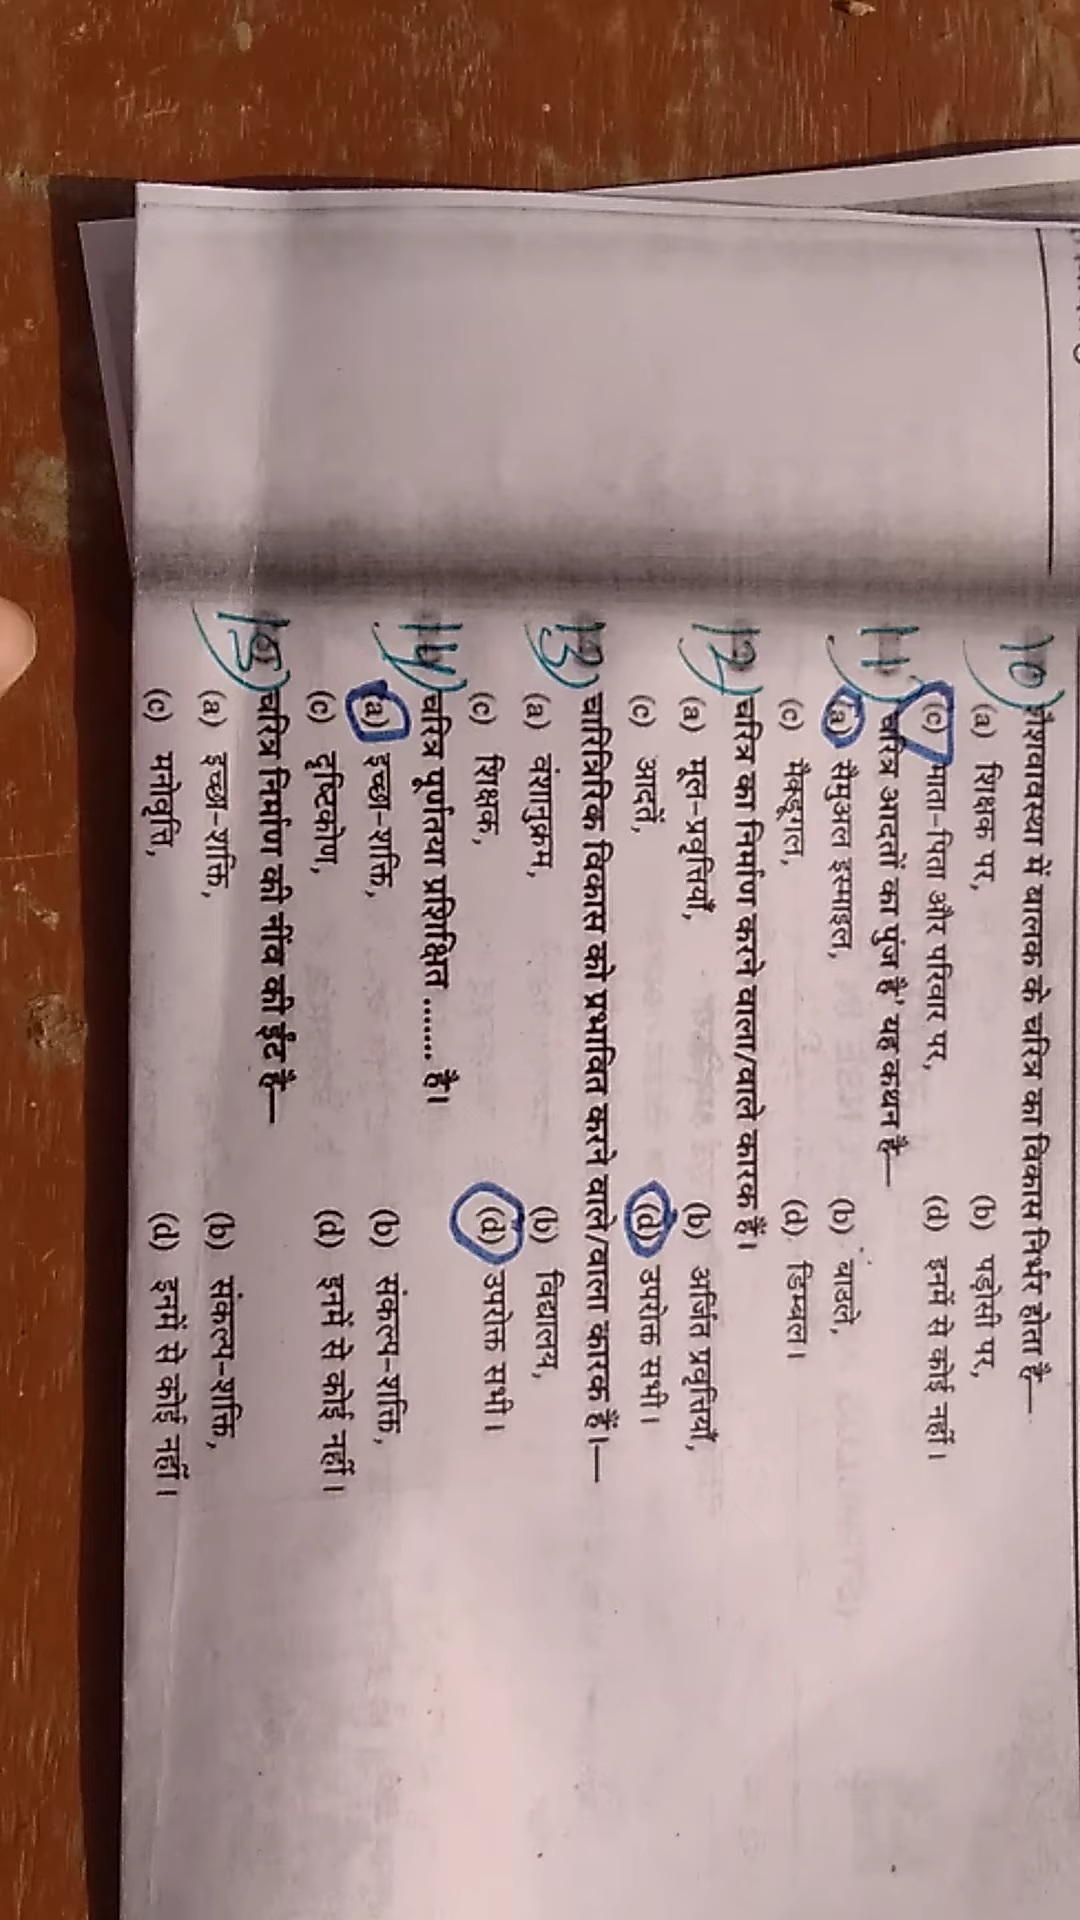 10) शैशवावस्था में बालक के चरित्र का विकास निर्भर होता है—
(a) शिक्षक पर, (b) पड़ोसी पर,
(c) माता-पिता और परिवार पर, (d) इनमें से कोई नहीं।
11) चरित्र आदतों का पुंज है' यह कथन है—
(a) सैमुअल इस्माइल, (b) बाउले,
(c) मैक्डूगल, (d) डिम्बल।
12) चरित्र का निर्माण करने वाला/वाले कारक हैं।
(a) मूल-प्रवृत्तियाँ, (b) अर्जित प्रवृत्तियाँ,
(c) आदतें, (d) उपरोक्त सभी।
13) चारित्रिरिक विकास को प्रभावित करने वाले/वाला कारक हैं।—
(a) वंशानुक्रम, (b) विद्यालय,
(c) शिक्षक, (d) उपरोक्त सभी।
14) चरित्र पूर्णतया प्रशिक्षित ....... है।
(a) इच्छा-शक्ति, (b) संकल्प-शक्ति,
(c) दृष्टिकोण, (d) इनमें से कोई नहीं।
15) चरित्र निर्माण की नींव की ईंट हैं—
(a) इच्छा-शक्ति, (b) संकल्प-शक्ति,
(c) मनोवृत्ति, (d) इनमें से कोई नहीं।